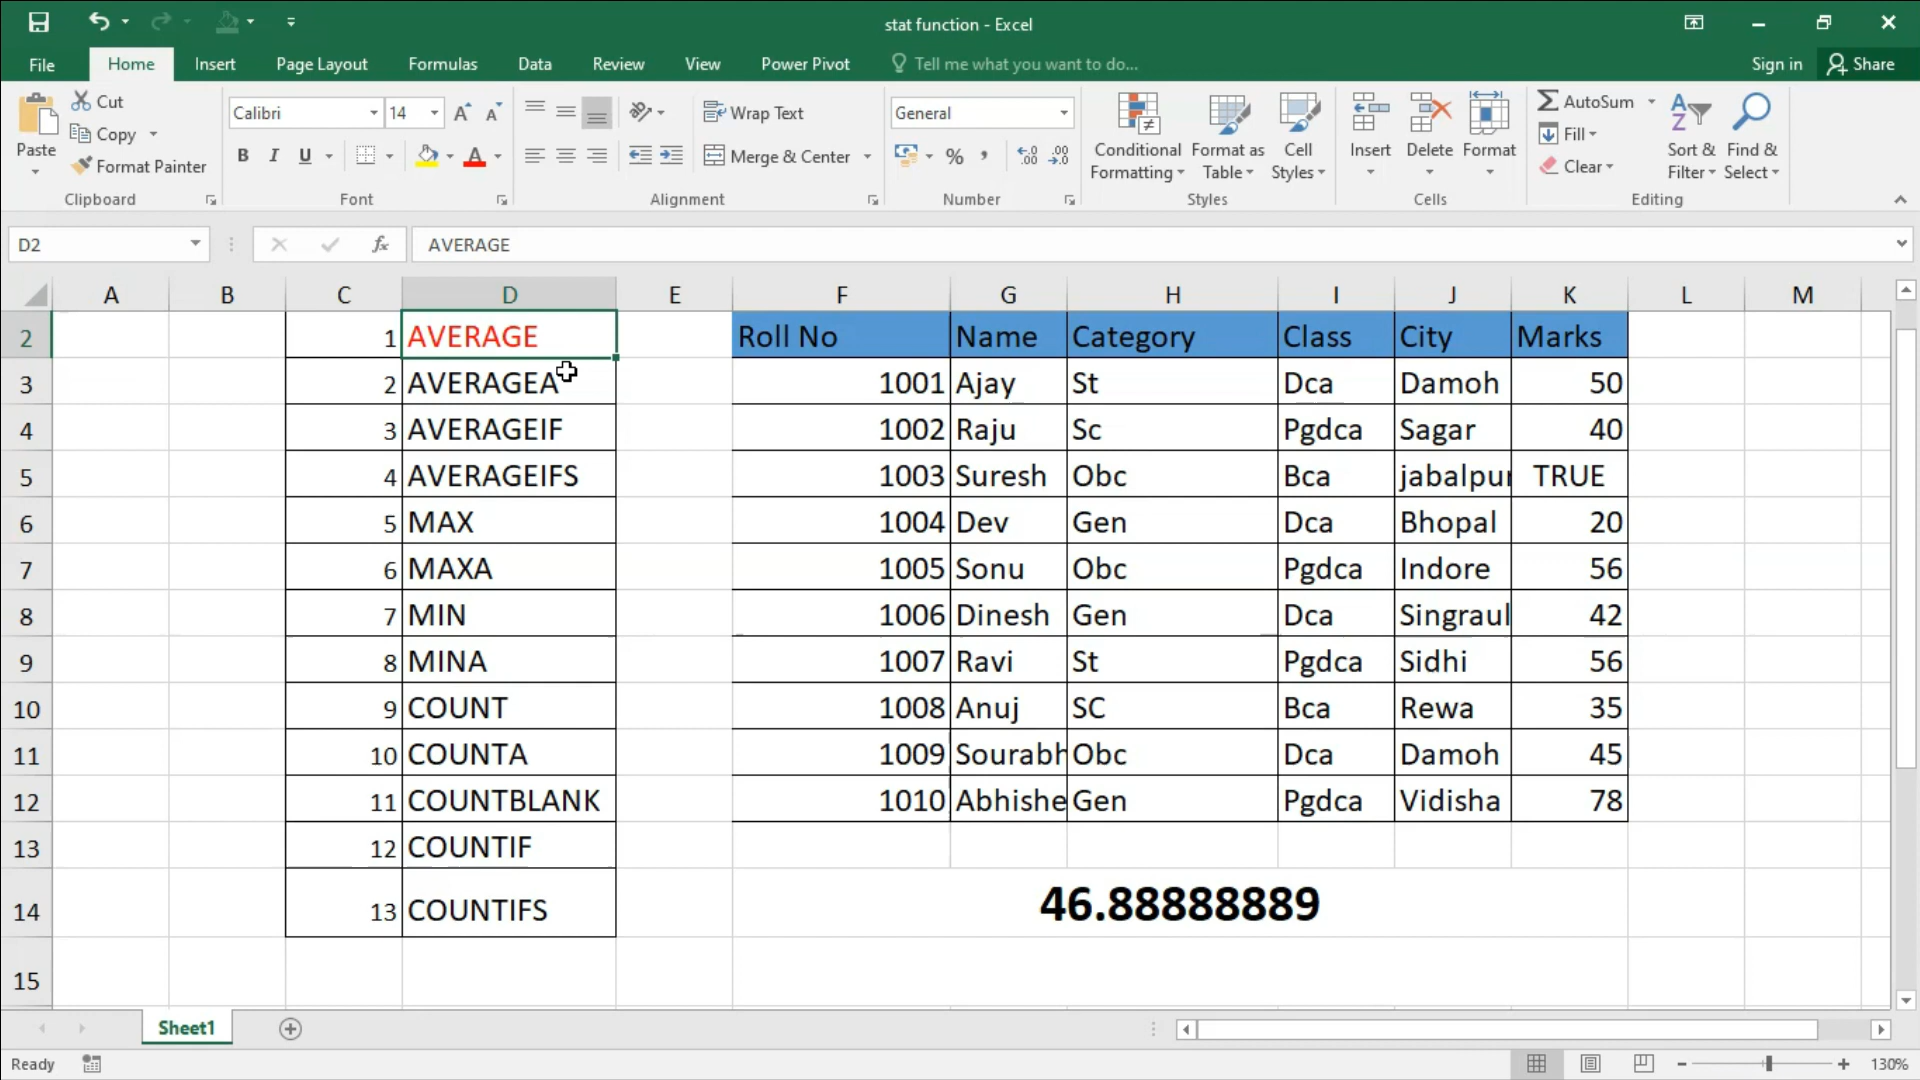 stat function - Excel
File Home Insert Page Layout Formulas Data Review View Power Pivot Tell me what you want to do... Sign in Share
Paste Cut Copy Format Painter Clipboard
Calibri 14 B I U A Font
Wrap Text Merge & Center Alignment
General % Number
Conditional Formatting Format as Table Cell Styles Styles
Insert Delete Format Cells
AutoSum Fill Clear Sort & Filter Find & Select Editing
D2 fx AVERAGE
A B C D E F G H I J K L M
2 1 AVERAGE Roll No Name Category Class City Marks
3 2 AVERAGEA 1001 Ajay St Dca Damoh 50
4 3 AVERAGEIF 1002 Raju Sc Pgdca Sagar 40
5 4 AVERAGEIFS 1003 Suresh Obc Bca jabalpur TRUE
6 5 MAX 1004 Dev Gen Dca Bhopal 20
7 6 MAXA 1005 Sonu Obc Pgdca Indore 56
8 7 MIN 1006 Dinesh Gen Dca Singraul 42
9 8 MINA 1007 Ravi St Pgdca Sidhi 56
10 9 COUNT 1008 Anuj SC Bca Rewa 35
11 10 COUNTA 1009 Sourabh Obc Dca Damoh 45
12 11 COUNTBLANK 1010 Abhishe Gen Pgdca Vidisha 78
13 12 COUNTIF
14 13 COUNTIFS 46.88888889
15
Sheet1
Ready 130%